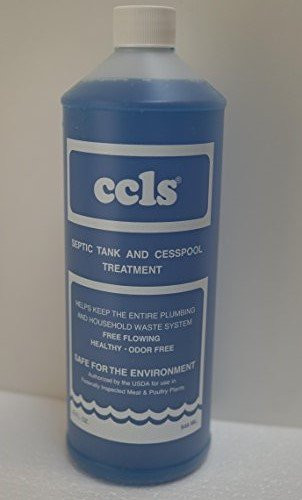 ccls®
SEPTIC TANK AND CESSPOOL
TREATMENT
HELPS KEEP THE ENTIRE PLUMBING
AND HOUSEHOLD WASTE SYSTEM
FREE FLOWING
HEALTHY - ODOR FREE
SAFE FOR THE ENVIRONMENT
Authorized by the USDA for use in
Federally Inspected Meat & Poultry Plants